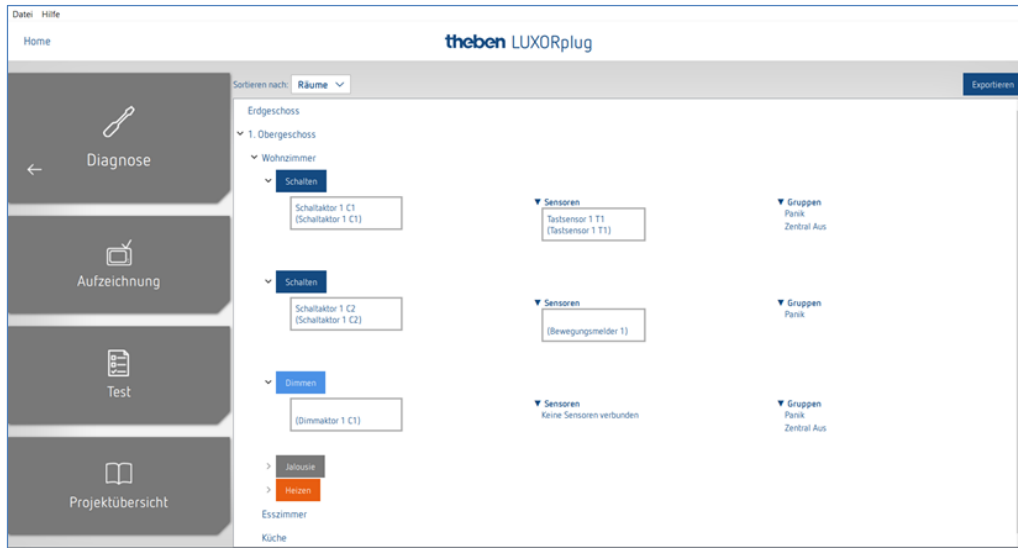 Datei Hilfe
Home
theben LUXORplug
Sortieren nach: Räume
Exportieren
Diagnose
Aufzeichnung
Test
Projektübersicht
Erdgeschoss
1. Obergeschoss
Wohnzimmer
Schalten
Schaltaktor 1 C1
(Schaltaktor 1 C1)
Sensoren
Tastsensor 1 T1
(Tastsensor 1 T1)
Gruppen
Panik
Zentral Aus
Schalten
Schaltaktor 1 C2
(Schaltaktor 1 C2)
Sensoren
(Bewegungsmelder 1)
Gruppen
Panik
Dimmen
(Dimmaktor 1 C1)
Sensoren
Keine Sensoren verbunden
Gruppen
Panik
Zentral Aus
Jalousie
Heizen
Esszimmer
Küche